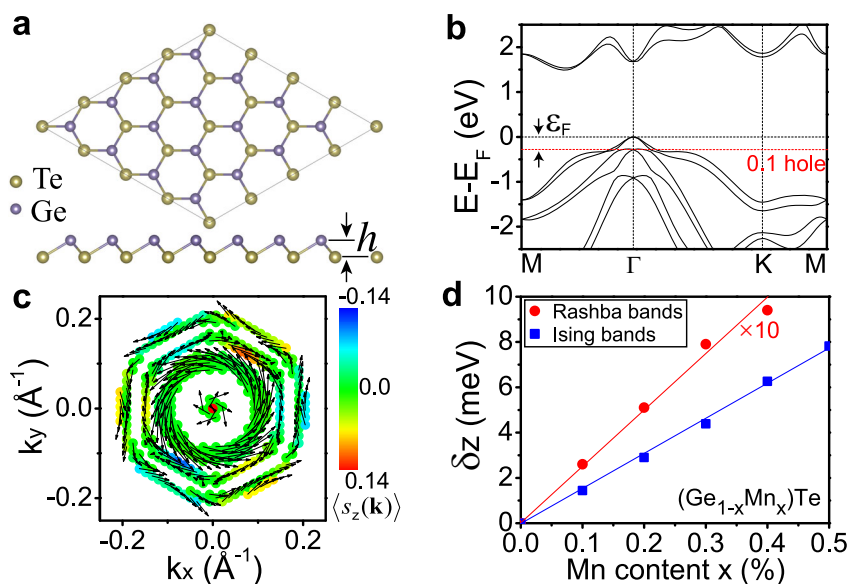 a
Te
Ge
h
b
E-E_F (eV)
2
1
0
-1
-2
ε_F
0.1 hole
M
Γ
K
M
c
k_y (Å⁻¹)
0.2
0.0
-0.2
-0.2
0.0
0.2
k_x (Å⁻¹)
-0.14
0.0
0.14
⟨s_z(k)⟩
d
δz (meV)
10
8
6
4
2
0
Rashba bands
Ising bands
×10
(Ge_{1-x}Mn_x)Te
0.0 0.1 0.2 0.3 0.4 0.5
Mn content x (%)